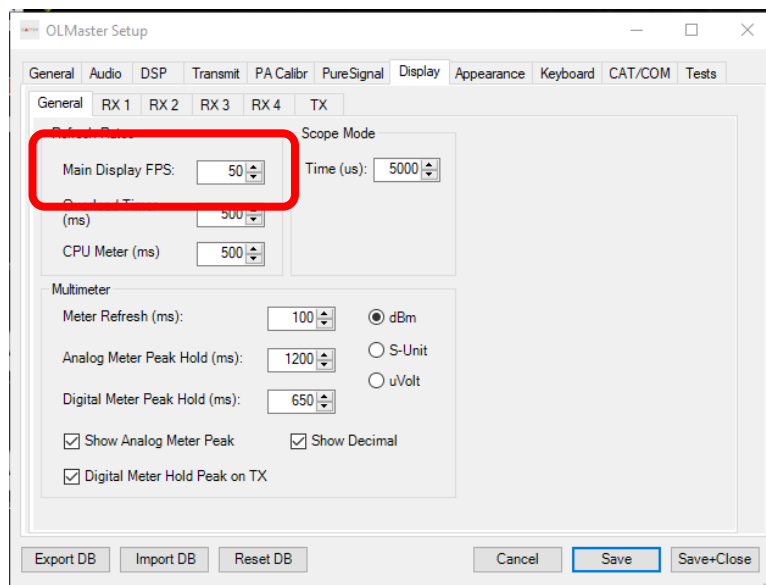 OLMaster Setup
General Audio DSP Transmit PA Calibr PureSignal Display Appearance Keyboard CAT/COM Tests
General RX 1 RX 2 RX 3 RX 4 TX
Refresh Rates Scope Mode
Main Display FPS: 50 Time (us): 5000
(ms) 500
CPU Meter (ms) 500
Multimeter
Meter Refresh (ms): 100 dBm
Analog Meter Peak Hold (ms): 1200 S-Unit
uVolt
Digital Meter Peak Hold (ms): 650
Show Analog Meter Peak Show Decimal
Digital Meter Hold Peak on TX
Export DB Import DB Reset DB Cancel Save Save+Close